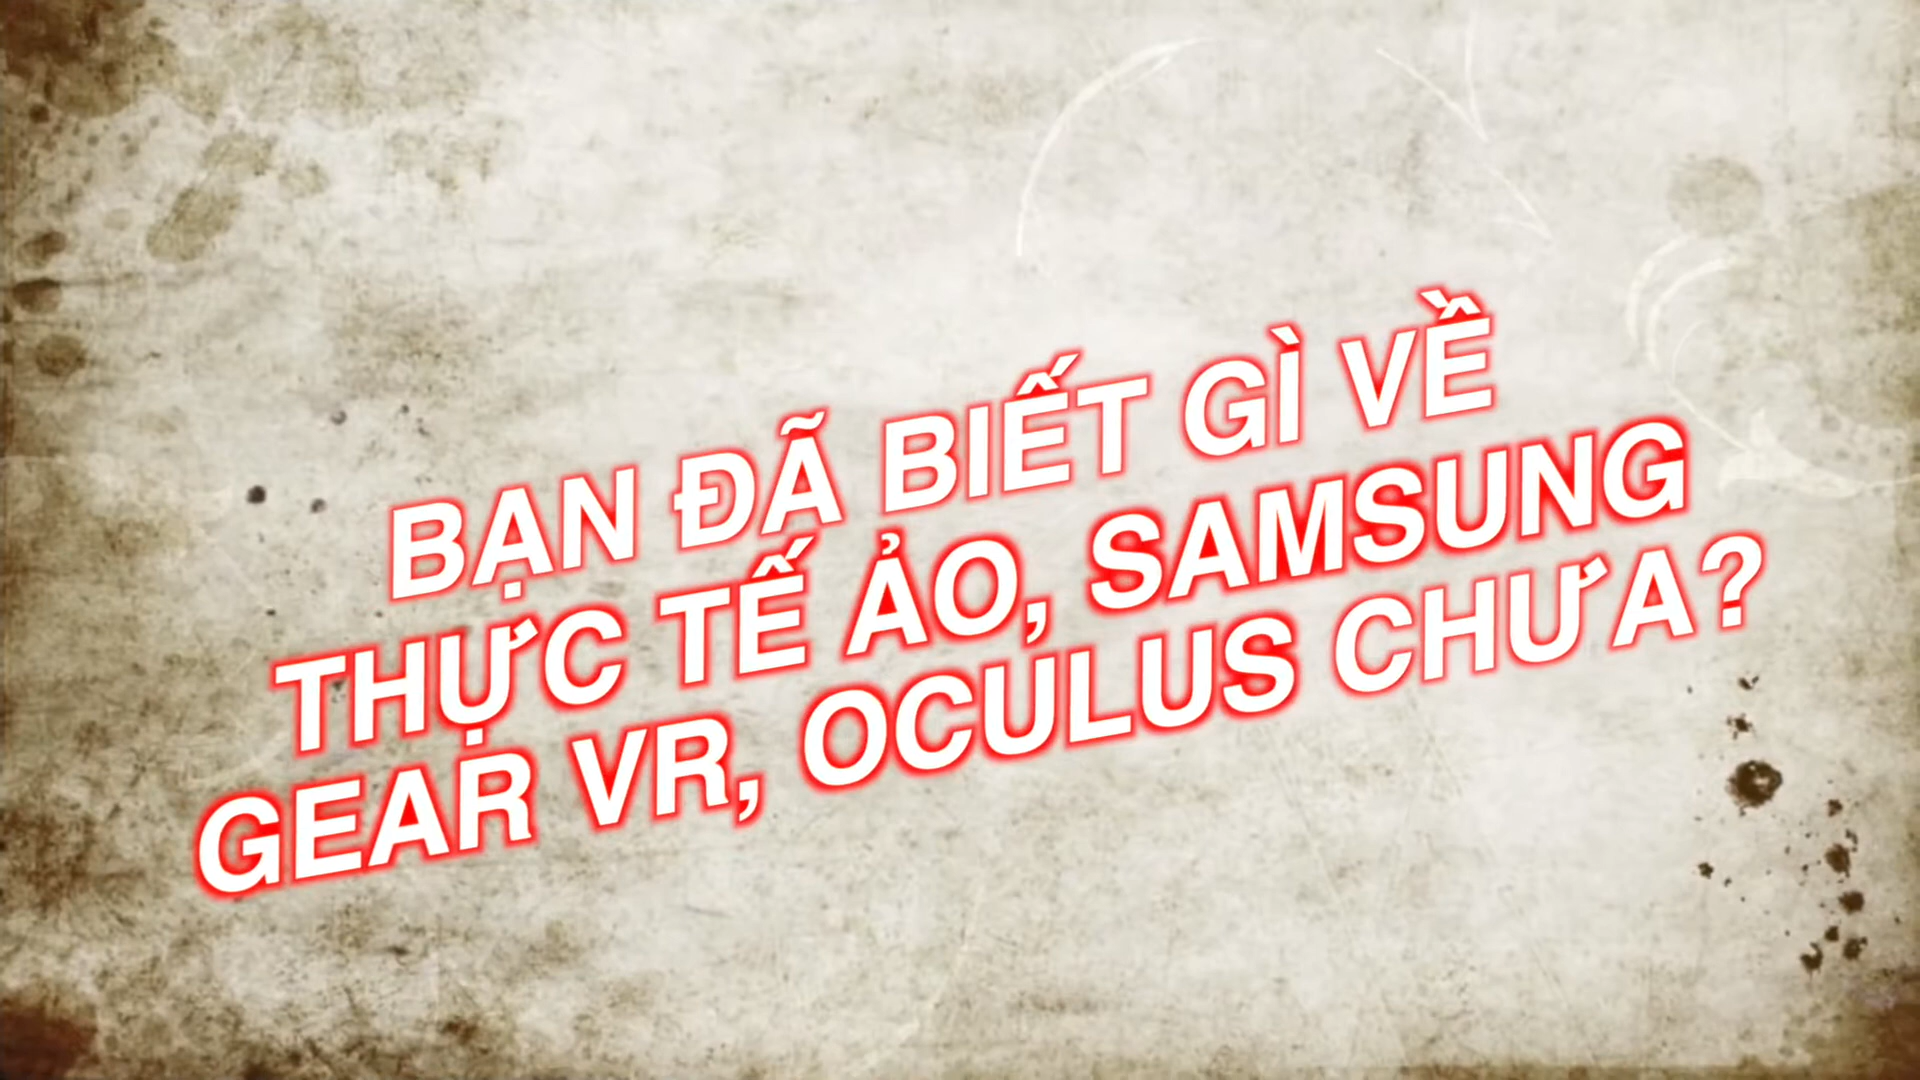 BẠN ĐÃ BIẾT GÌ VỀ
THỰC TẾ ẢO, SAMSUNG
GEAR VR, OCULUS CHƯA?